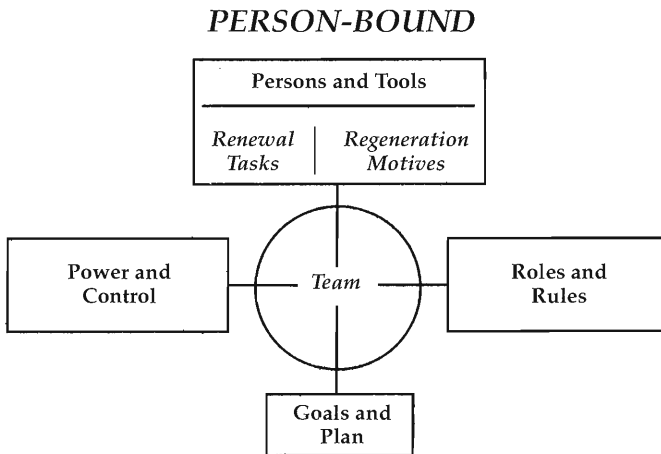 PERSON-BOUND
Persons and Tools
Renewal Tasks
Regeneration Motives
Power and
Control
Team
Roles and
Rules
Goals and
Plan